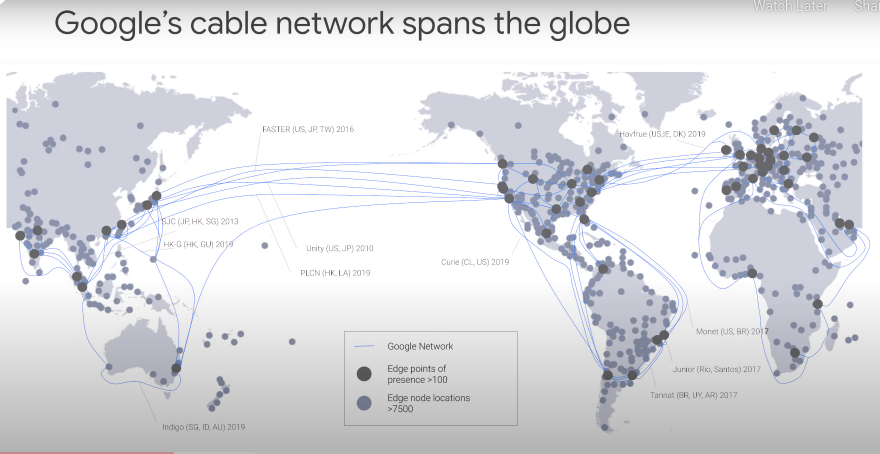 Watch Later
Google's cable network spans the globe
FASTER (US, JP, TW) 2016
Havfrue (US,IE, DK) 2019
SJC (JP, HK, SG) 2013
HK-G (HK, GU) 2019
Unity (US, JP) 2010
Curie (CL, US) 2019
PLCN (HK, LA) 2019
Monet (US, BR) 2017
Google Network
Edge points of
presence >100
Edge node locations
>7500
Junior (Rio, Santos) 2017
Tannat (BR, UY, AR) 2017
Indigo (SG, ID, AU) 2019